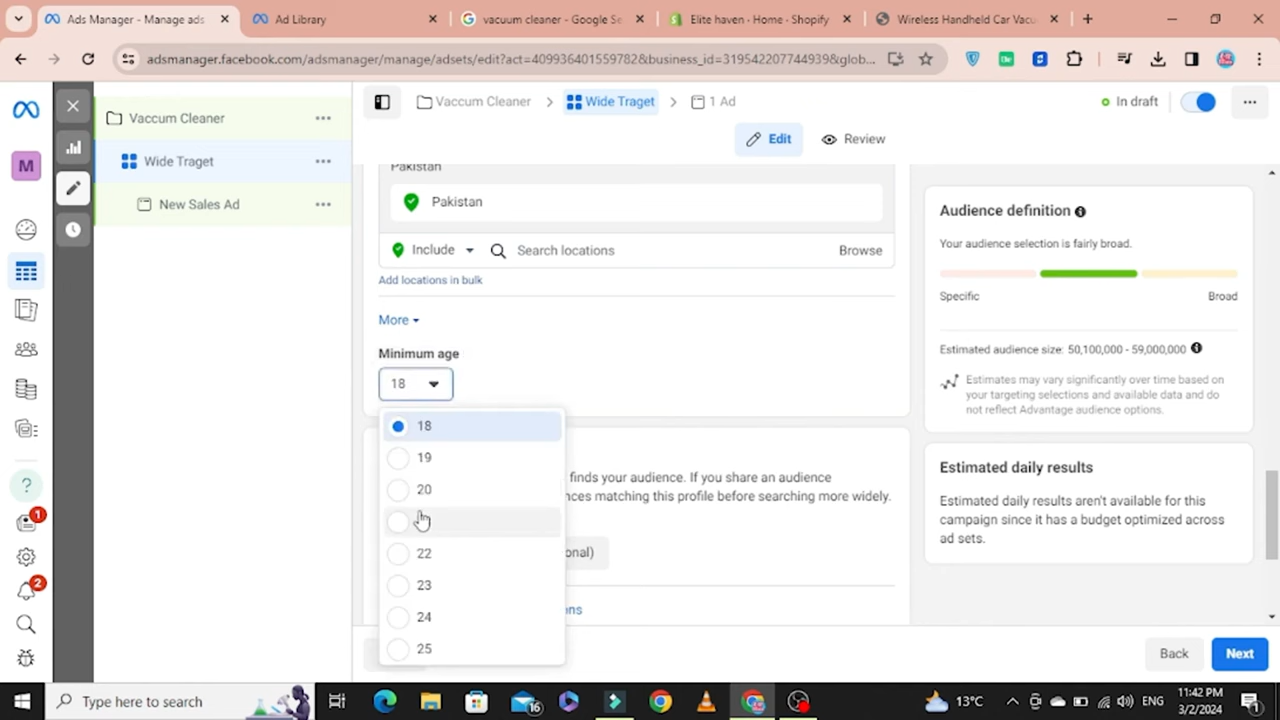 Ads Manager - Manage ads
Ad Library
vacuum cleaner - Google Se
Elite haven - Home - Shopify
Wireless Handheld Car Vacu
adsmanager.facebook.com/adsmanager/manage/adsets/edit?act=409936401559782&business_id=319542207744939&glob...
Vaccum Cleaner
Wide Traget
New Sales Ad
M
?
1
2
Vaccum Cleaner
Wide Traget
1 Ad
In draft
Edit
Review
Pakistan
Pakistan
Include
Search locations
Browse
Add locations in bulk
More
Minimum age
18
18
19
20
22
23
24
25
finds your audience. If you share an audience
nces matching this profile before searching more widely.
onal)
ns
Audience definition
Your audience selection is fairly broad.
Specific
Broad
Estimated audience size: 50,100,000 - 59,000,000
Estimates may vary significantly over time based on
your targeting selections and available data and do
not reflect Advantage audience options.
Estimated daily results
Estimated daily results aren't available for this
campaign since it has a budget optimized across
ad sets.
Back
Next
Type here to search
16
13°C
ENG
11:42 PM
3/2/2024
1